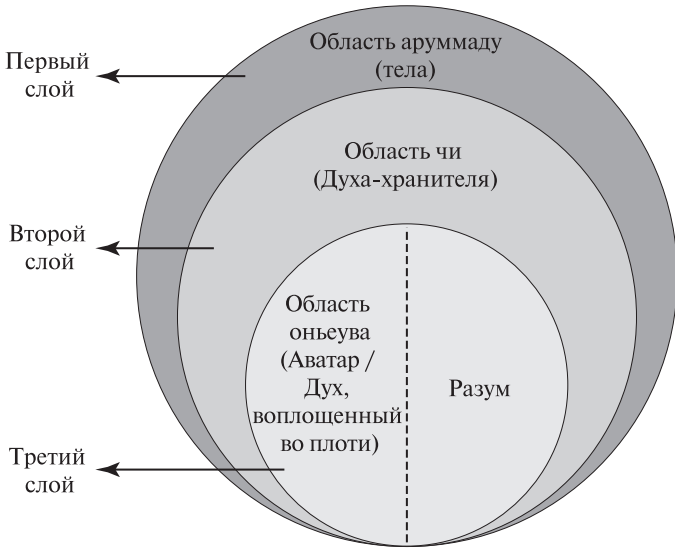 Область аруммаду
(тела)
Первый
слой
Область чи
(Духа-хранителя)
Второй
слой
Область
оньеува
(Аватар /
Дух,
воплощенный
во плоти)
Разум
Третий
слой